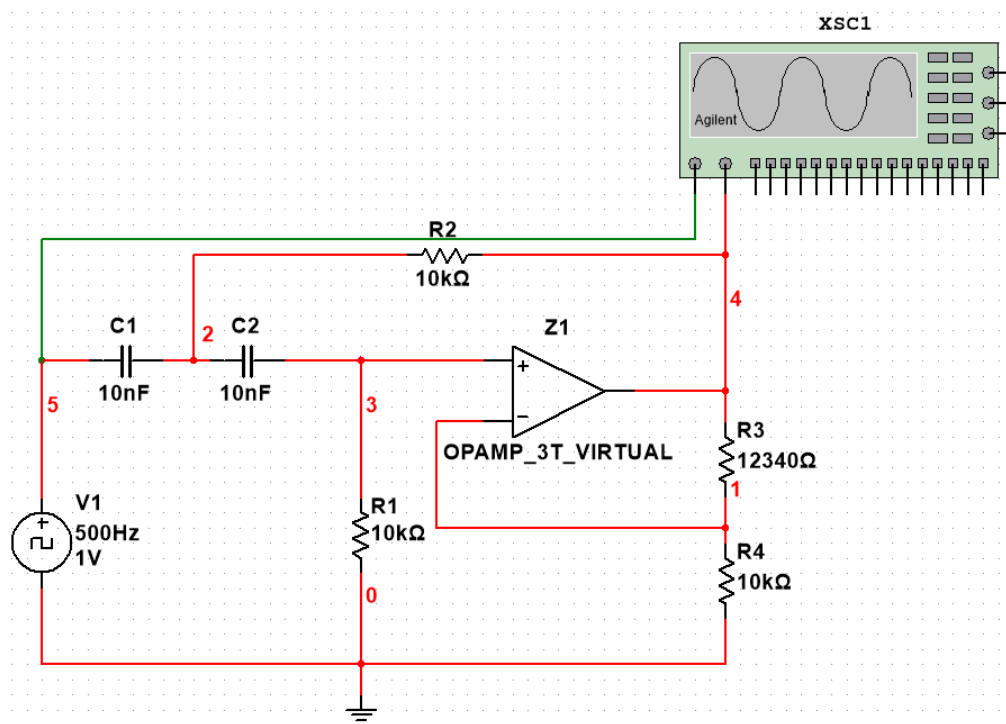 XSC1
Agilent
R2
10kΩ
4
C1
2
C2
Z1
10nF
10nF
+
5
3
−
R3
12340Ω
OPAMP_3T_VIRTUAL
1
V1
+
500Hz
1V
R1
10kΩ
R4
10kΩ
0